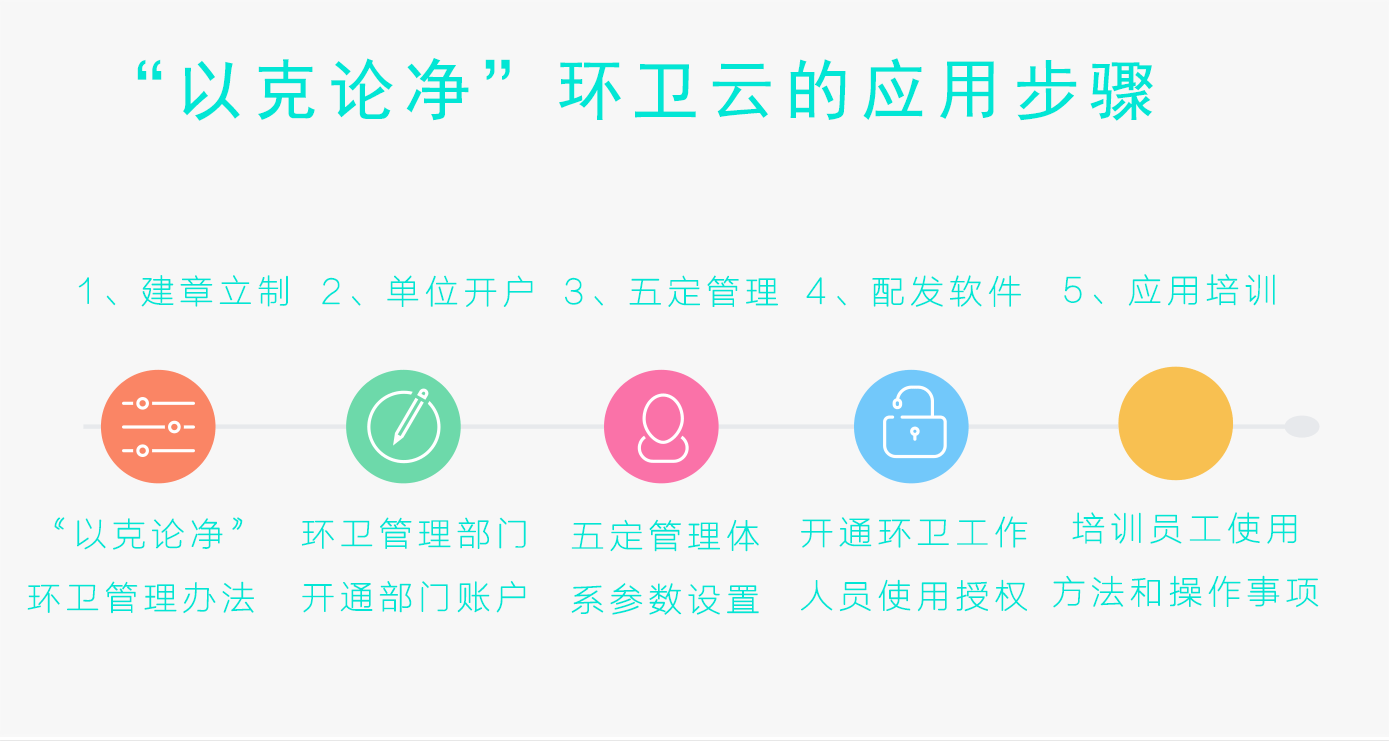 “以克论净”环卫云的应用步骤
1、建章立制 2、单位开户 3、五定管理 4、配发软件 5、应用培训
“以克论净”
环卫管理办法
环卫管理部门
开通部门账户
五定管理体
系参数设置
开通环卫工作
人员使用授权
培训员工使用
方法和操作事项